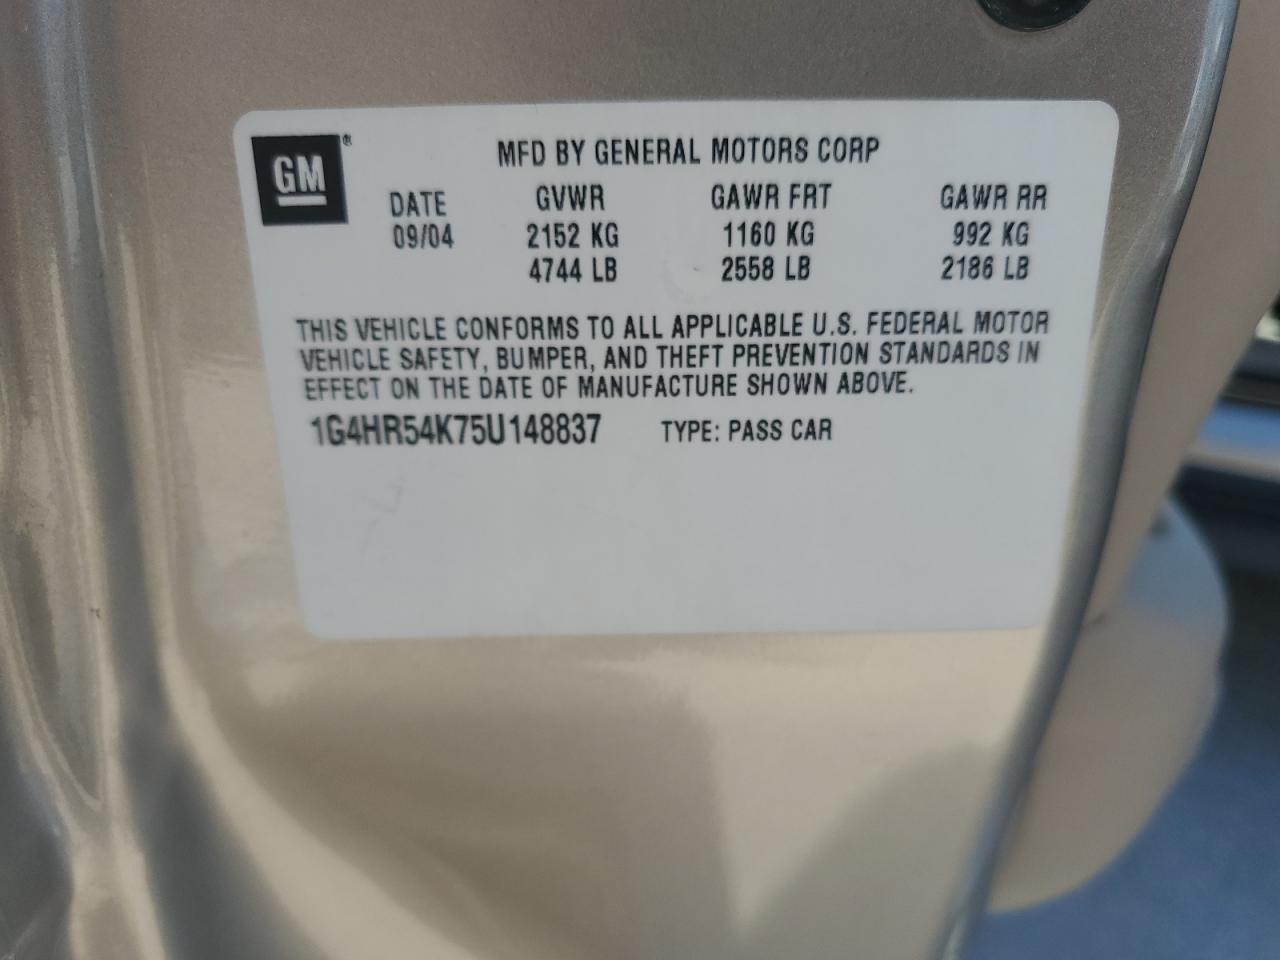 GM®
MFD BY GENERAL MOTORS CORP
DATE GVWR GAWR FRT GAWR RR
09/04 2152 KG 1160 KG 992 KG
4744 LB 2558 LB 2186 LB
THIS VEHICLE CONFORMS TO ALL APPLICABLE U.S. FEDERAL MOTOR
VEHICLE SAFETY, BUMPER, AND THEFT PREVENTION STANDARDS IN
EFFECT ON THE DATE OF MANUFACTURE SHOWN ABOVE.
1G4HR54K75U148837 TYPE: PASS CAR